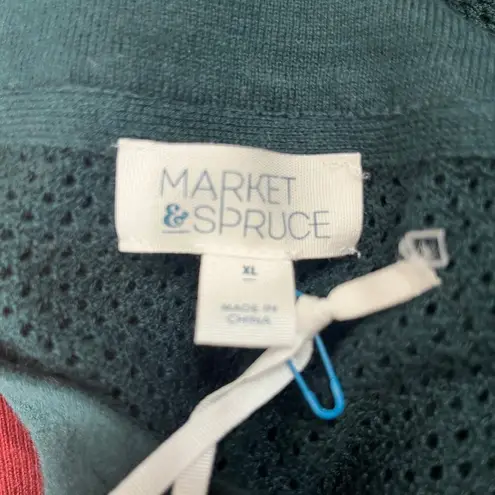 MARKET
& SPRUCE
XL
MADE IN
CHINA